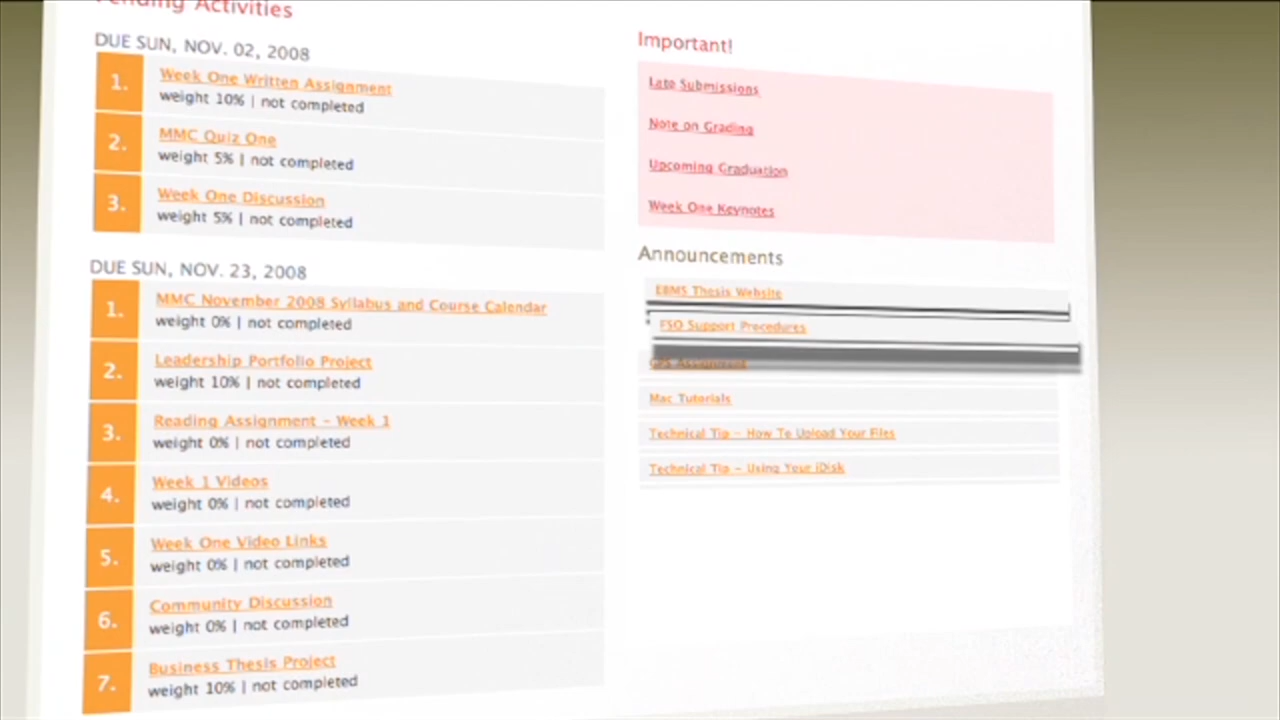 Pending Activities
DUE SUN, NOV. 02, 2008
1.
Week One Written Assignment
weight 10% | not completed
2.
MMC Quiz One
weight 5% | not completed
3.
Week One Discussion
weight 5% | not completed
DUE SUN, NOV. 23, 2008
1.
MMC November 2008 Syllabus and Course Calendar
weight 0% | not completed
2.
Leadership Portfolio Project
weight 10% | not completed
3.
Reading Assignment – Week 1
weight 0% | not completed
4.
Week 1 Videos
weight 0% | not completed
5.
Week One Video Links
weight 0% | not completed
6.
Community Discussion
weight 0% | not completed
7.
Business Thesis Project
weight 10% | not completed
Important!
Late Submissions
Note on Grading
Upcoming Graduation
Week One Keynotes
Announcements
EBMS Thesis Website
FSO Support Procedures
GPS Assignment
Mac Tutorials
Technical Tip – How To Upload Your Files
Technical Tip – Using Your iDisk